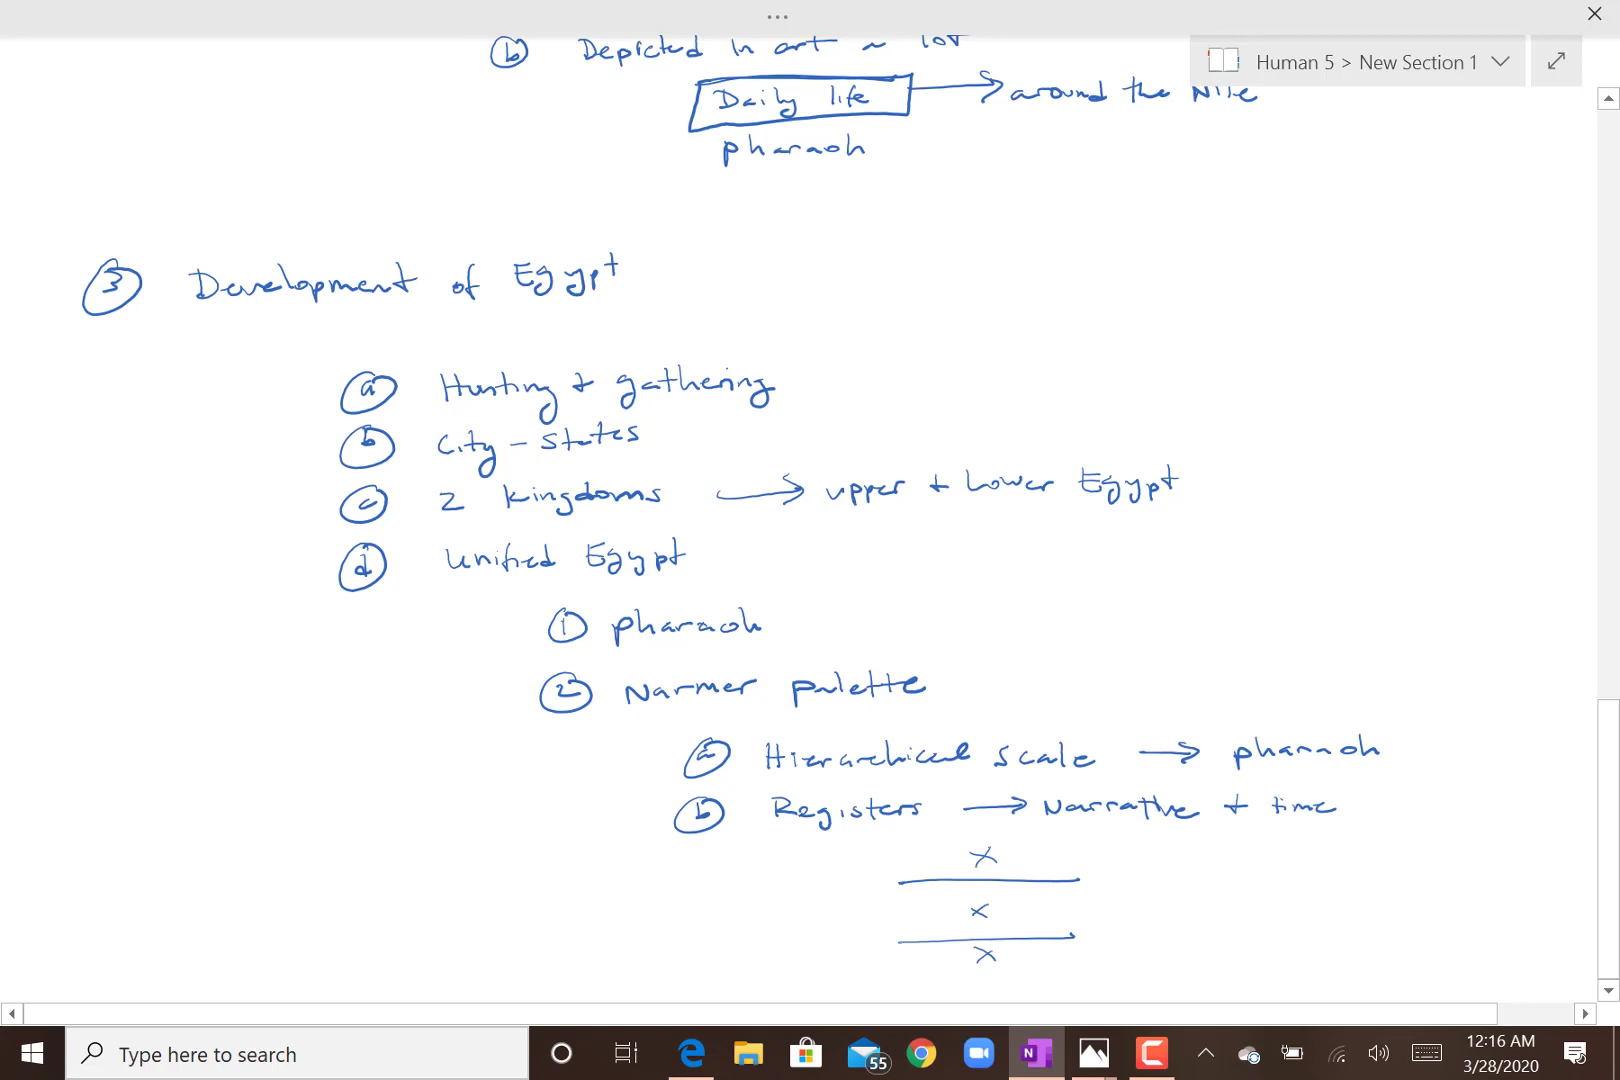 ...
b Depicted in art ~ lot
Human 5 > New Section 1
Daily life → around the Nile
pharaoh
3 Development of Egypt
a Hunting + gathering
b City - States
c 2 kingdoms → upper + Lower Egypt
d Unified Egypt
1 pharaoh
2 Narmer palette
a Hierarchical scale → pharaoh
b Registers → Narrative + time
x
x
x
Type here to search
55
12:16 AM
3/28/2020